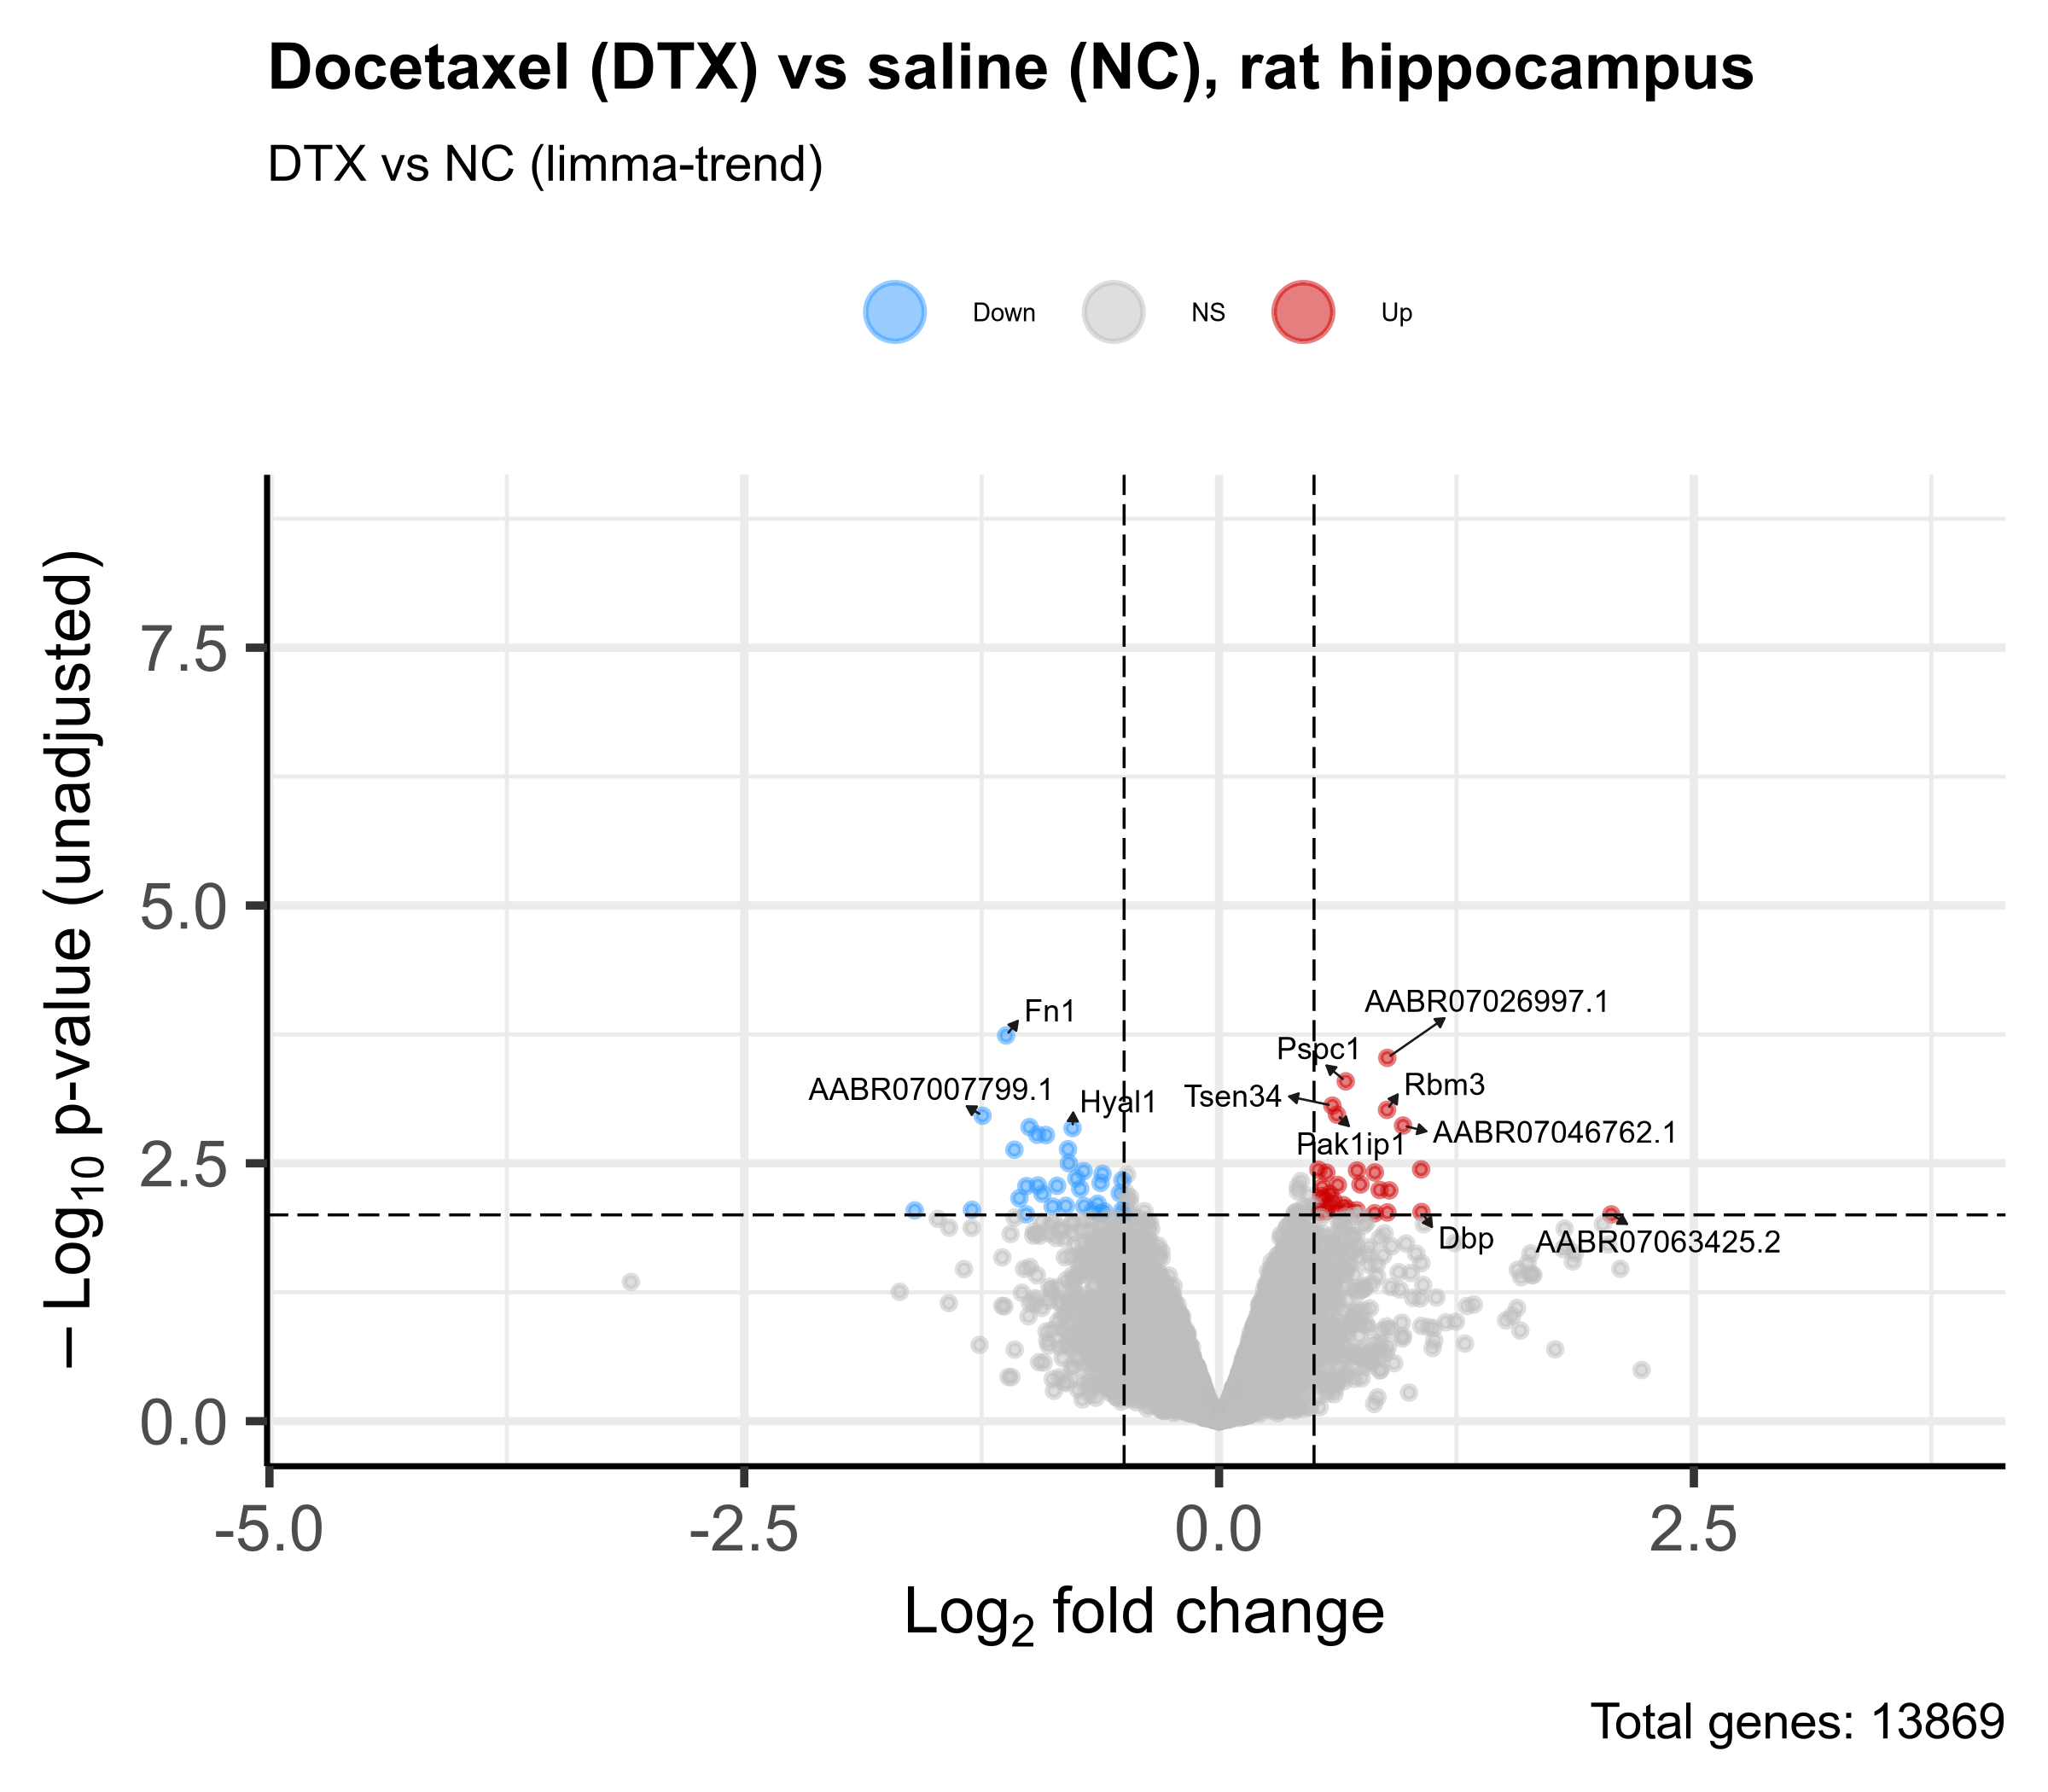 Docetaxel (DTX) vs saline (NC), rat hippocampus
DTX vs NC (limma-trend)
Down
NS
Up
− Log10 p-value (unadjusted)
7.5
5.0
2.5
0.0
AABR07026997.1
Fn1
Pspc1
Rbm3
AABR07007799.1
Tsen34
Hyal1
AABR07046762.1
Pak1ip1
Dbp
AABR07063425.2
-5.0
-2.5
0.0
2.5
Log2 fold change
Total genes: 13869